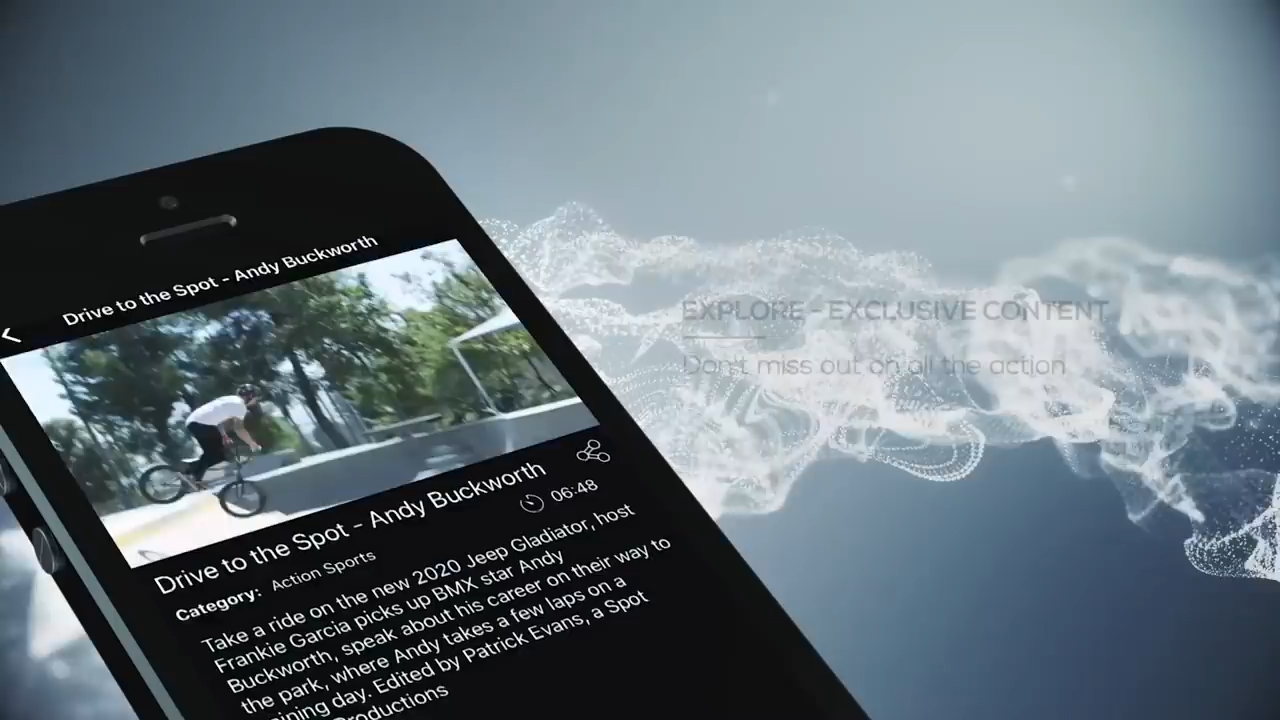 Drive to the Spot - Andy Buckworth
EXPLORE - EXCLUSIVE CONTENT
Don't miss out on all the action
Drive to the Spot - Andy Buckworth
06:48
Category: Action Sports
Take a ride on the new 2020 Jeep Gladiator, host
Frankie Garcia picks up BMX star Andy
Buckworth, speak about his career on their way to
the park, where Andy takes a few laps on a
day. Edited by Patrick Evans, a Spot
Productions